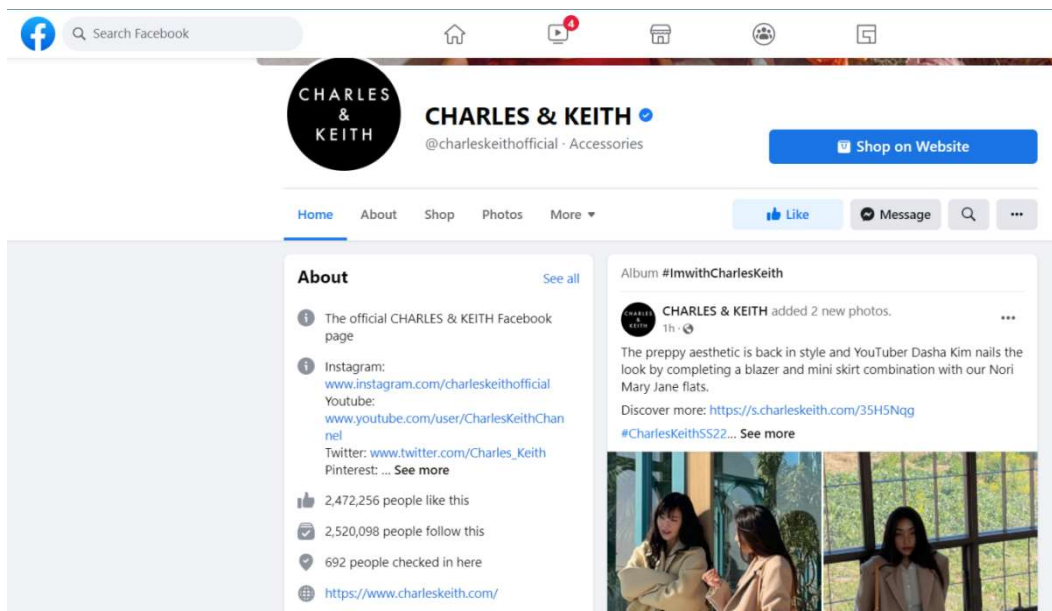 Search Facebook
4
CHARLES
&
KEITH
CHARLES & KEITH
@charleskeithofficial · Accessories
Shop on Website
Home
About
Shop
Photos
More
Like
Message
About
See all
The official CHARLES & KEITH Facebook
page
Instagram:
www.instagram.com/charleskeithofficial
Youtube:
www.youtube.com/user/CharlesKeithChan
nel
Twitter: www.twitter.com/Charles_Keith
Pinterest: ... See more
2,472,256 people like this
2,520,098 people follow this
692 people checked in here
https://www.charleskeith.com/
Album #ImwithCharlesKeith
CHARLES
&
KEITH
CHARLES & KEITH added 2 new photos.
1h ·
The preppy aesthetic is back in style and YouTuber Dasha Kim nails the
look by completing a blazer and mini skirt combination with our Nori
Mary Jane flats.
Discover more: https://s.charleskeith.com/35H5Nqg
#CharlesKeithSS22... See more